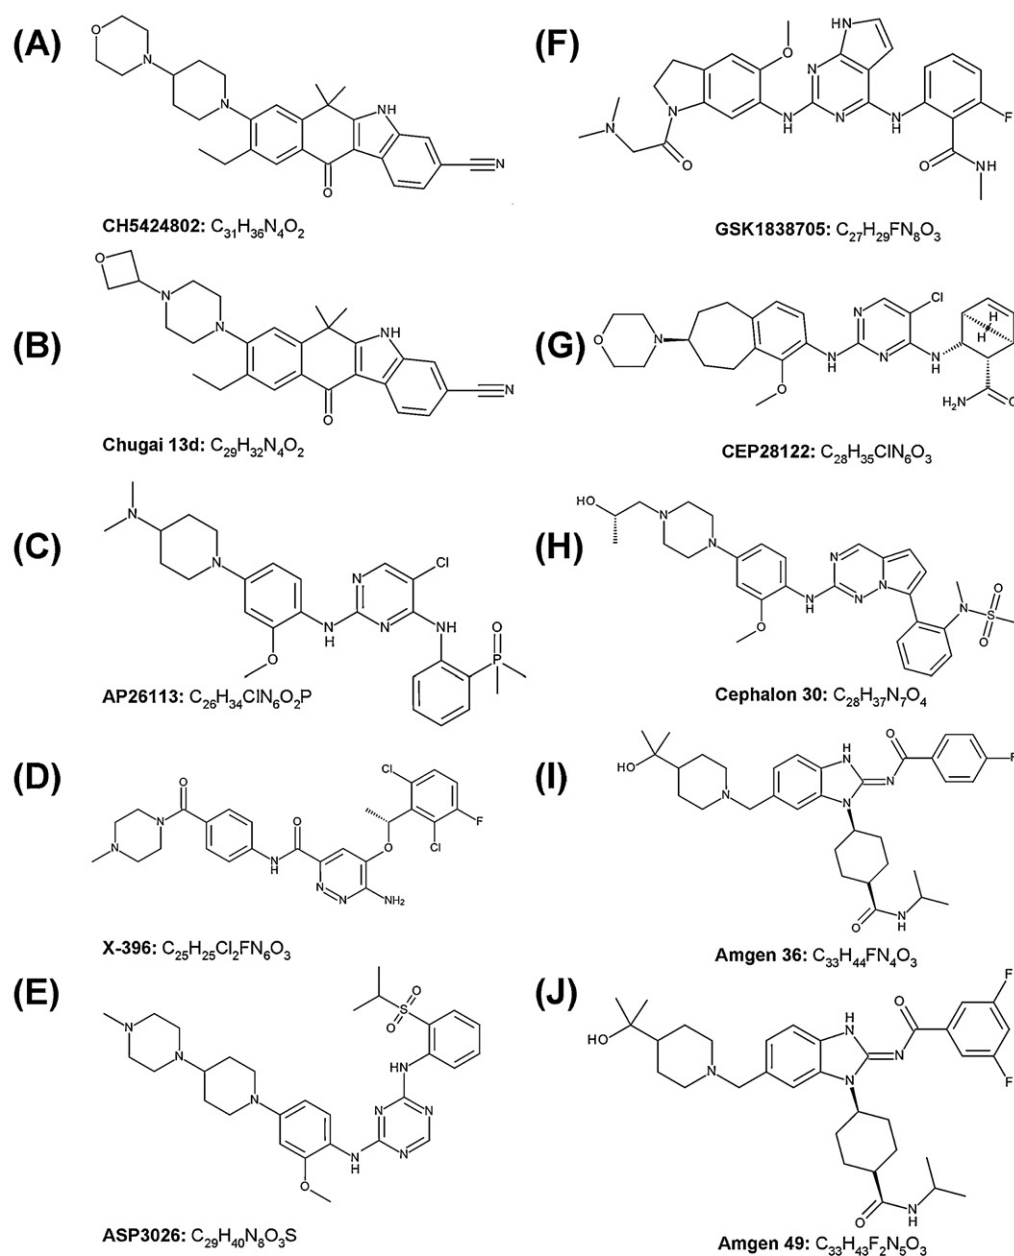 (A)
O
N
N
NH
O
N
CH5424802: C₃₁H₃₆N₄O₂
(B)
O
N
N
NH
O
N
Chugai 13d: C₂₉H₃₂N₄O₂
(C)
N
N
N
Cl
N
N
H
NH
O
P
O
AP26113: C₂₆H₃₄ClN₆O₂P
(D)
O
N
N
NH
O
Cl
F
Cl
O
N
N
NH₂
X-396: C₂₅H₂₅Cl₂FN₆O₃
(E)
O
S
O
N
N
N
HN
N
N
N
N
H
O
ASP3026: C₂₉H₄₀N₈O₃S
(F)
O
HN
N
N
N
N
H
NH
F
O
O
NH
GSK1838705: C₂₇H₂₉FN₈O₃
(G)
O
N
O
N
H
N
N
Cl
NH
H
H
H₂N
O
CEP28122: C₂₈H₃₅ClN₆O₃
(H)
HO
N
N
O
N
H
N
N
N
N
O
S
O
Cephalon 30: C₂₈H₃₇N₇O₄
(I)
HO
N
H
N
N
N
O
F
O
N
H
Amgen 36: C₃₃H₄₄FN₄O₃
(J)
HO
N
H
N
N
N
O
F
F
O
N
H
Amgen 49: C₃₃H₄₃F₂N₅O₃